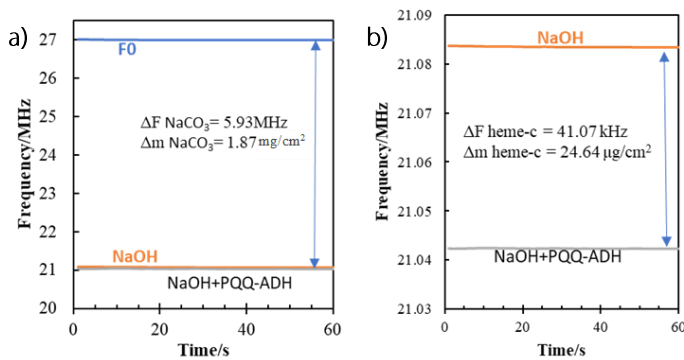 a)
Frequency/MHz
27
26
25
24
23
22
21
20
F0
ΔF NaCO₃= 5.93MHz
Δm NaCO₃= 1.87 mg/cm²
NaOH
NaOH+PQQ-ADH
0
20
40
60
Time/s
b)
Frequency/MHz
21.09
21.08
21.07
21.06
21.05
21.04
21.03
NaOH
ΔF heme-c = 41.07 kHz
Δm heme-c = 24.64 µg/cm²
NaOH+PQQ-ADH
0
20
40
60
Time/s